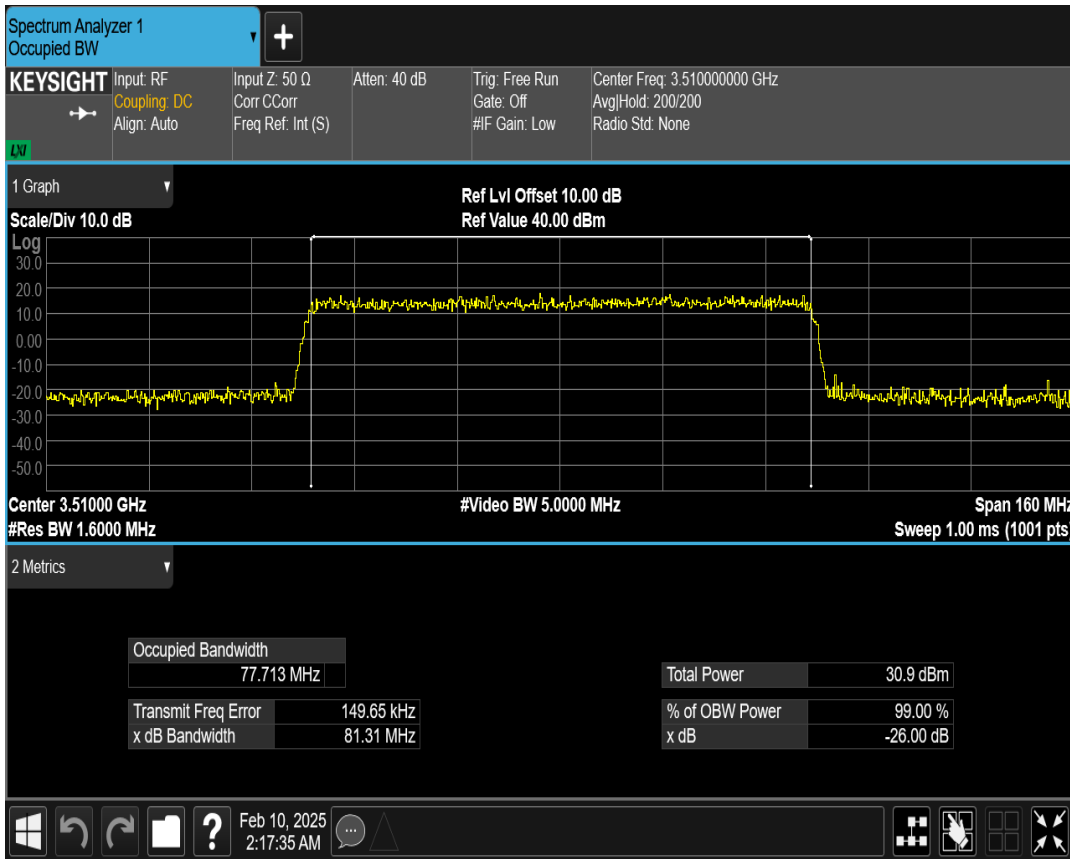 Spectrum Analyzer 1
Occupied BW
+
KEYSIGHT
LXI
Input: RF
Coupling: DC
Align: Auto
Input Z: 50 Ω
Corr CCorr
Freq Ref: Int (S)
Atten: 40 dB
Trig: Free Run
Gate: Off
#IF Gain: Low
Center Freq: 3.510000000 GHz
Avg|Hold: 200/200
Radio Std: None
1 Graph
Scale/Div 10.0 dB
Ref Lvl Offset 10.00 dB
Ref Value 40.00 dBm
Log
30.0
20.0
10.0
0.00
-10.0
-20.0
-30.0
-40.0
-50.0
Center 3.51000 GHz
#Res BW 1.6000 MHz
#Video BW 5.0000 MHz
Span 160 MHz
Sweep 1.00 ms (1001 pts)
2 Metrics
Occupied Bandwidth
77.713 MHz
Transmit Freq Error 149.65 kHz
x dB Bandwidth 81.31 MHz
Total Power 30.9 dBm
% of OBW Power 99.00 %
x dB -26.00 dB
?
Feb 10, 2025
2:17:35 AM